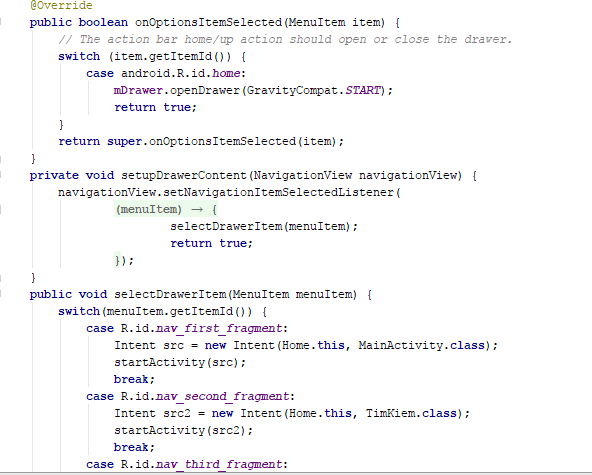 @Override
public boolean onOptionsItemSelected(MenuItem item) {
// The action bar home/up action should open or close the drawer.
switch (item.getItemId()) {
case android.R.id.home:
mDrawer.openDrawer(GravityCompat.START);
return true;
}
return super.onOptionsItemSelected(item);
}
private void setupDrawerContent(NavigationView navigationView) {
navigationView.setNavigationItemSelectedListener(
(menuItem) → {
selectDrawerItem(menuItem);
return true;
});
}
public void selectDrawerItem(MenuItem menuItem) {
switch(menuItem.getItemId()) {
case R.id.nav_first_fragment:
Intent src = new Intent(Home.this, MainActivity.class);
startActivity(src);
break;
case R.id.nav_second_fragment:
Intent src2 = new Intent(Home.this, TimKiem.class);
startActivity(src2);
break;
case R.id.nav_third_fragment: